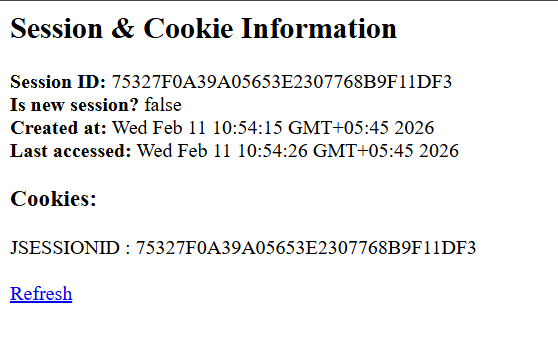 Session & Cookie Information
Session ID: 75327F0A39A05653E2307768B9F11DF3
Is new session? false
Created at: Wed Feb 11 10:54:15 GMT+05:45 2026
Last accessed: Wed Feb 11 10:54:26 GMT+05:45 2026
Cookies:
JSESSIONID : 75327F0A39A05653E2307768B9F11DF3
Refresh